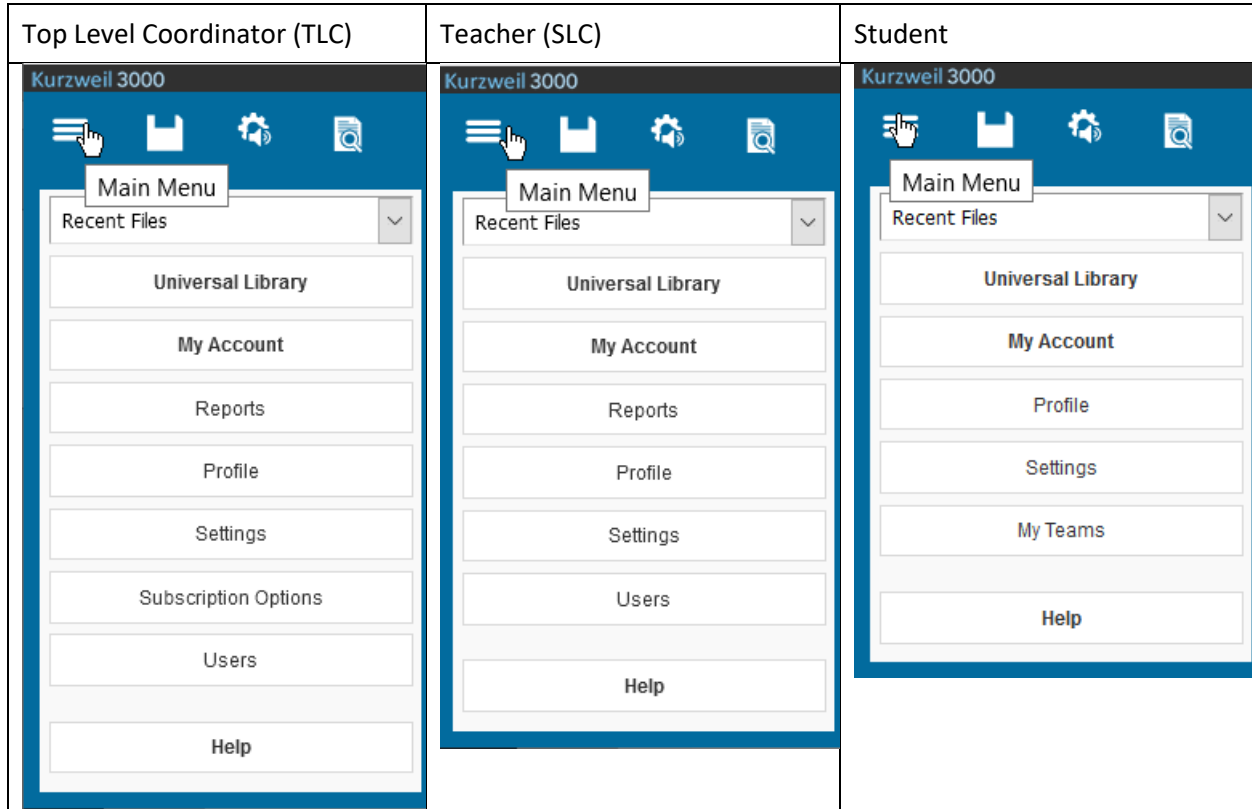 Top Level Coordinator (TLC)
Kurzweil 3000
Main Menu
Recent Files
Universal Library
My Account
Reports
Profile
Settings
Subscription Options
Users
Help
Teacher (SLC)
Kurzweil 3000
Main Menu
Recent Files
Universal Library
My Account
Reports
Profile
Settings
Users
Help
Student
Kurzweil 3000
Main Menu
Recent Files
Universal Library
My Account
Profile
Settings
My Teams
Help